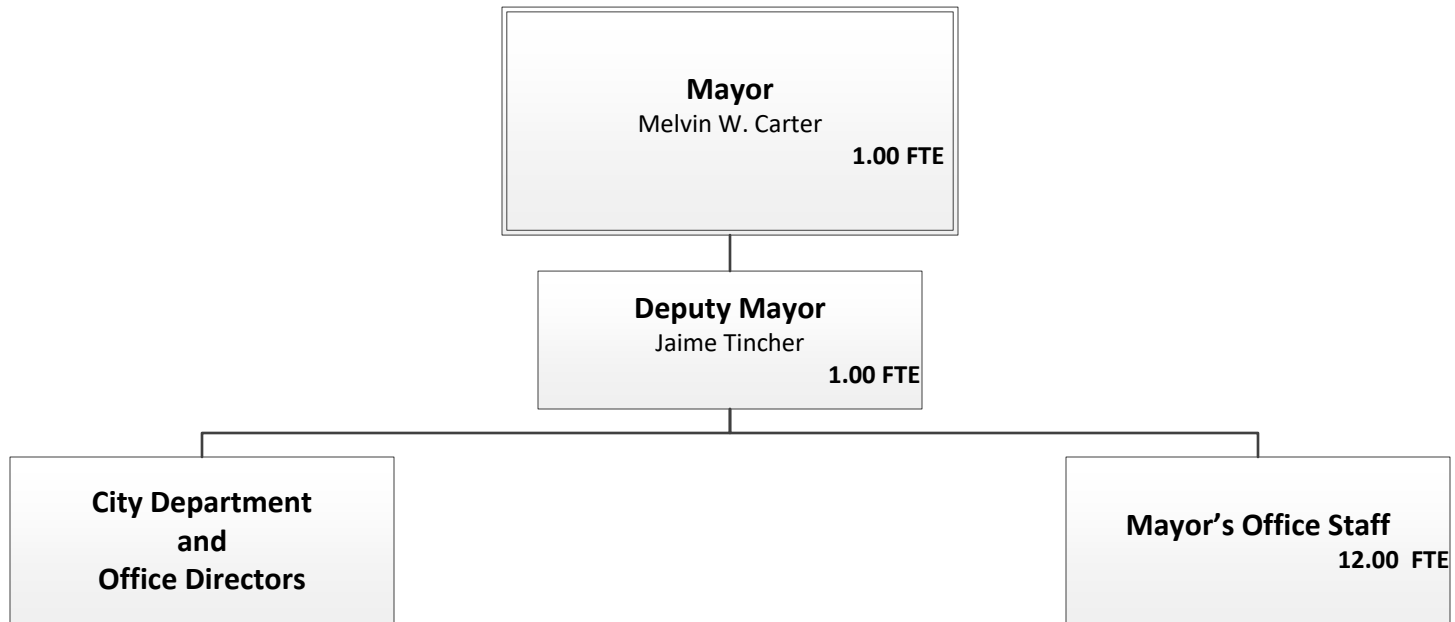 Mayor
Melvin W. Carter
1.00 FTE
Deputy Mayor
Jaime Tincher
1.00 FTE
City Department
and
Office Directors
Mayor’s Office Staff
12.00 FTE